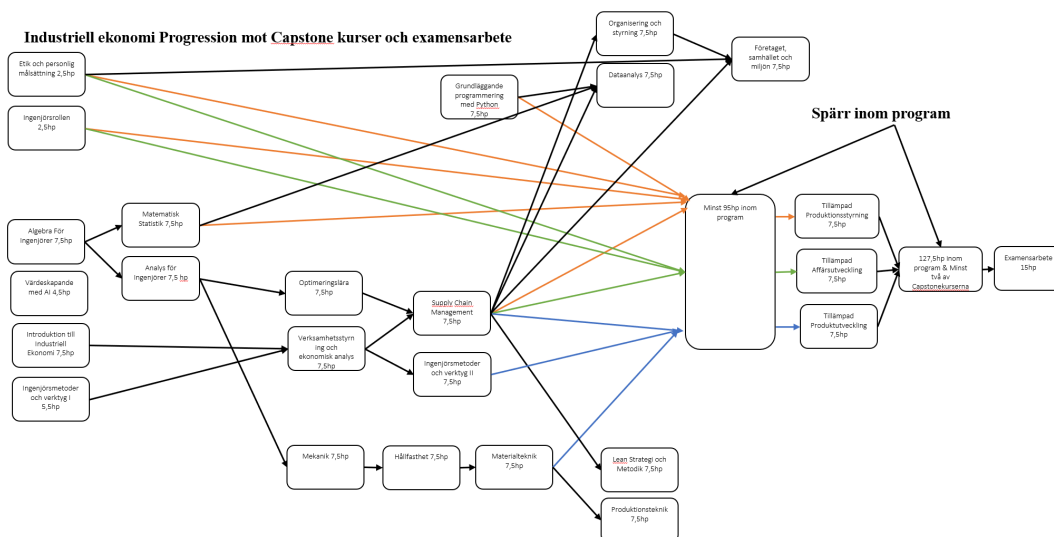 Industriell ekonomi Progression mot Capstone kurser och examensarbete
Etik och personlig
målsättning 2,5hp
Ingenjörsrollen
2,5hp
Algebra För
Ingenjörer 7,5hp
Värdeskapande
med AI 4,5hp
Introduktion till
Industriell
Ekonomi 7,5hp
Ingenjörsmetoder
och verktyg I
5,5hp
Matematisk
Statistik 7,5hp
Analys för
Ingenjörer 7,5 hp
Optimeringslära
7,5hp
Verksamhetsstyrn
ing och
ekonomisk analys
7,5hp
Mekanik 7,5hp
Hållfasthet 7,5hp
Supply Chain
Management
7,5hp
Ingenjörsmetoder
och verktyg II
7,5hp
Materialteknik
7,5hp
Grundläggande
programmering
med Python
7,5hp
Organisering och
styrning 7,5hp
Dataanalys 7,5hp
Företaget,
samhället och
miljön 7,5hp
Lean Strategi och
Metodik 7,5hp
Produktionsteknik
7,5hp
Spärr inom program
Minst 95hp inom
program
Tillämpad
Produktionsstyrning
7,5hp
Tillämpad
Affärsutveckling
7,5hp
Tillämpad
Produktutveckling
7,5hp
127,5hp inom
program & Minst
två av
Capstonekurserna
Examensarbete
15hp